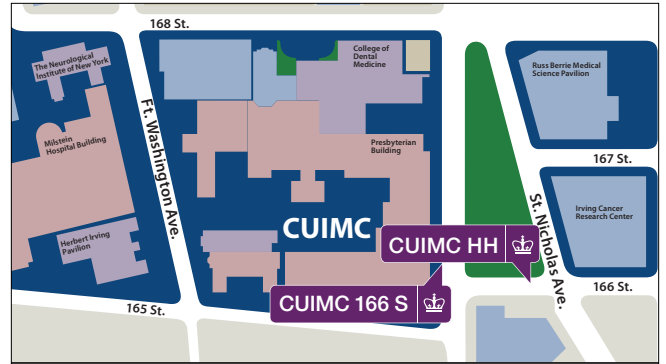 168 St.
The Neurological
Institute of New York
College of
Dental
Medicine
Russ Berrie Medical
Science Pavilion
Ft. Washington Ave.
Milstein
Hospital Building
Presbyterian
Building
167 St.
St. Nicholas Ave.
Irving Cancer
Research Center
Herbert Irving
Pavilion
CUIMC
CUIMC HH
166 St.
CUIMC 166 S
165 St.